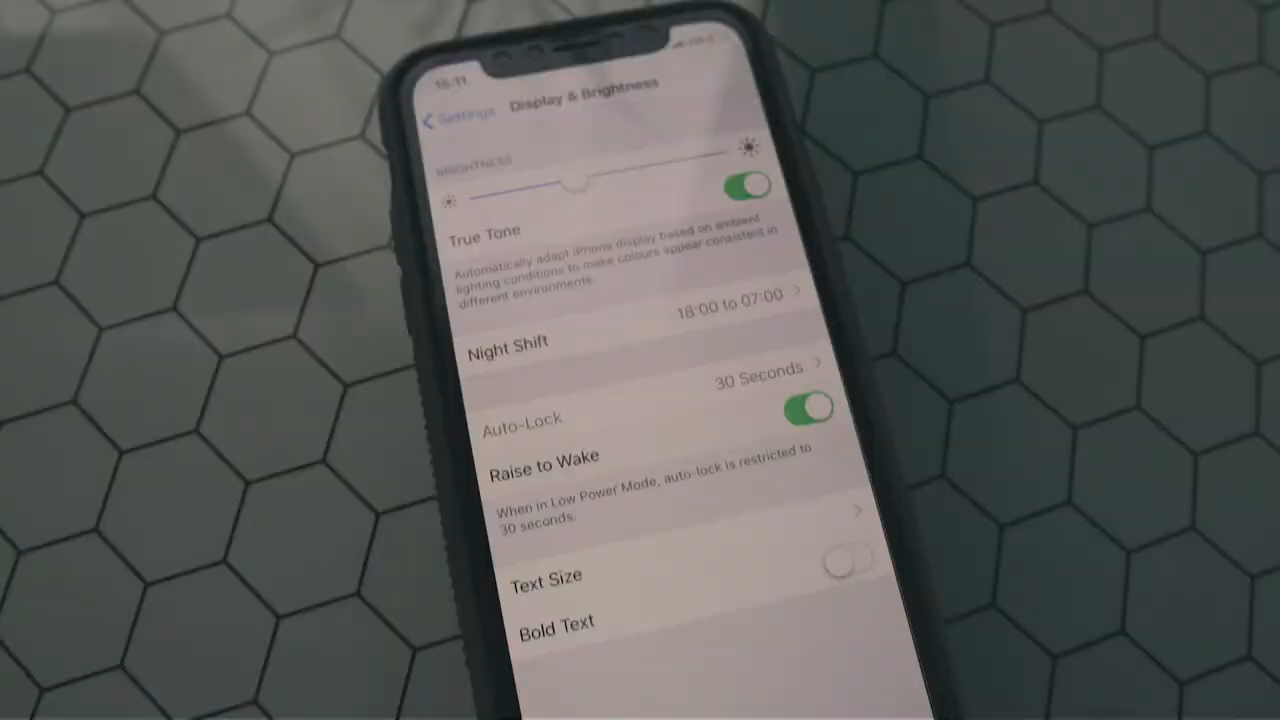 15:11
Settings
Display & Brightness
BRIGHTNESS
True Tone
Automatically adapt iPhone display based on ambient
lighting conditions to make colours appear consistent in
different environments.
Night Shift
18:00 to 07:00
Auto-Lock
30 Seconds
Raise to Wake
When in Low Power Mode, auto-lock is restricted to
30 seconds.
Text Size
Bold Text